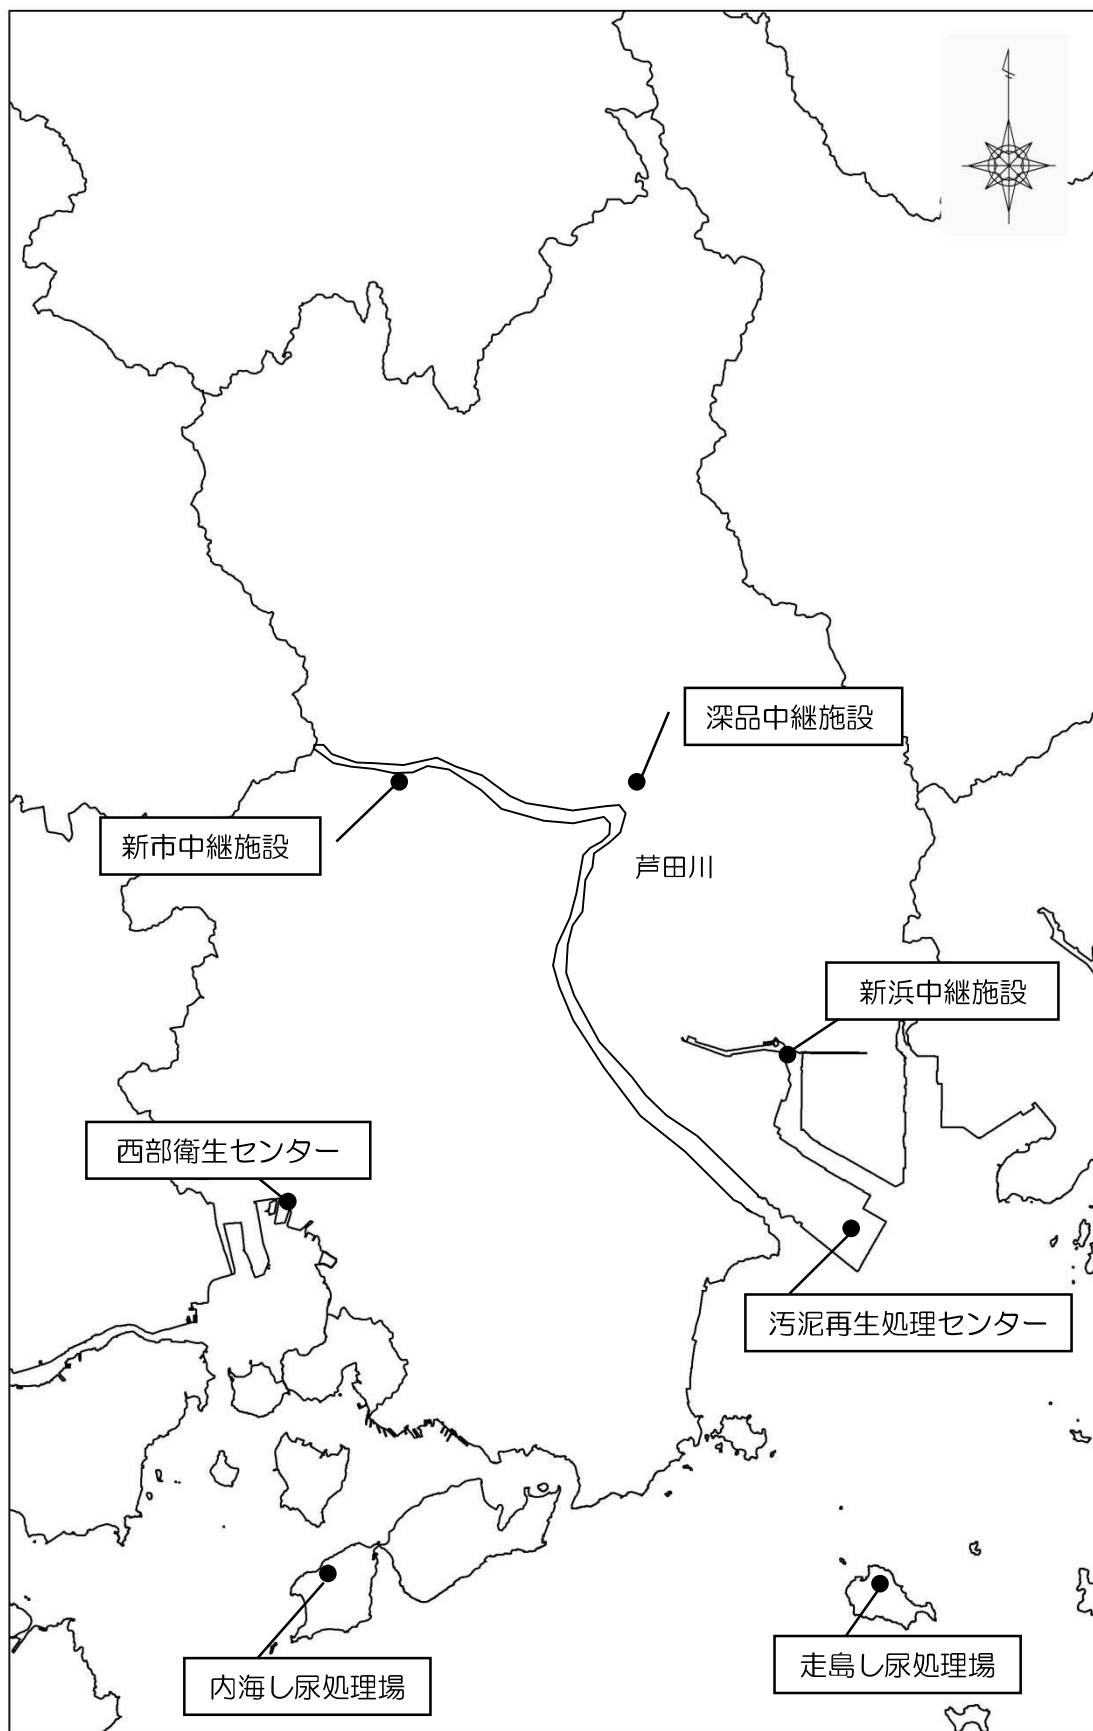 深品中継施設
新市中継施設
芦田川
新浜中継施設
西部衛生センター
汚泥再生処理センター
内海し尿処理場
走島し尿処理場